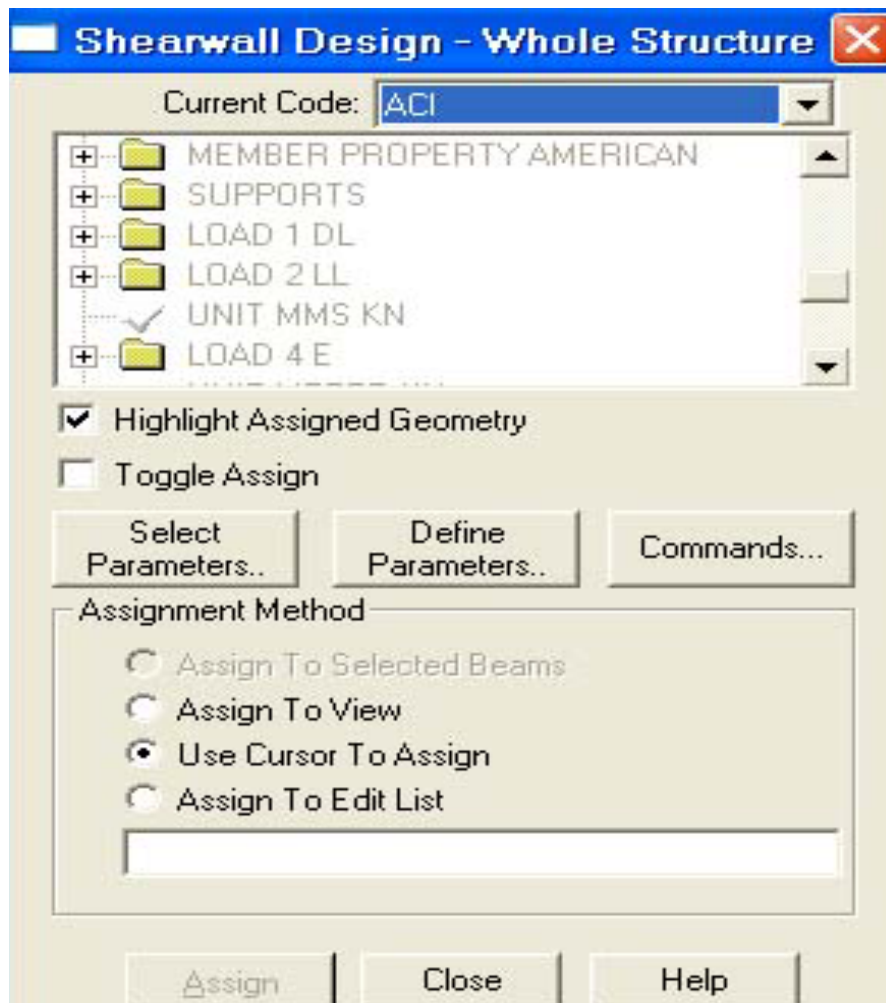 Shearwall Design - Whole Structure
Current Code: ACI
MEMBER PROPERTY AMERICAN
SUPPORTS
LOAD 1 DL
LOAD 2 LL
UNIT MMS KN
LOAD 4 E
Highlight Assigned Geometry
Toggle Assign
Select Parameters..
Define Parameters..
Commands...
Assignment Method
Assign To Selected Beams
Assign To View
Use Cursor To Assign
Assign To Edit List
Assign
Close
Help